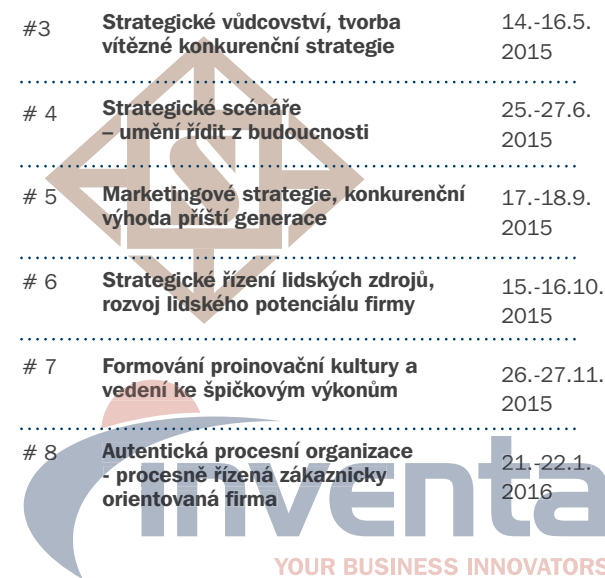 #3 Strategické vůdcovství, tvorba 14.-16.5.
vítězné konkurenční strategie 2015
# 4 Strategické scénáře 25.-27.6.
– umění řídit z budoucnosti 2015
# 5 Marketingové strategie, konkurenční 17.-18.9.
výhoda příští generace 2015
# 6 Strategické řízení lidských zdrojů, 15.-16.10.
rozvoj lidského potenciálu firmy 2015
# 7 Formování proinovační kultury a 26.-27.11.
vedení ke špičkovým výkonům 2015
# 8 Autentická procesní organizace 21.-22.1.
- procesně řízená zákaznicky 2016
orientovaná firma
S
inventa
YOUR BUSINESS INNOVATORS